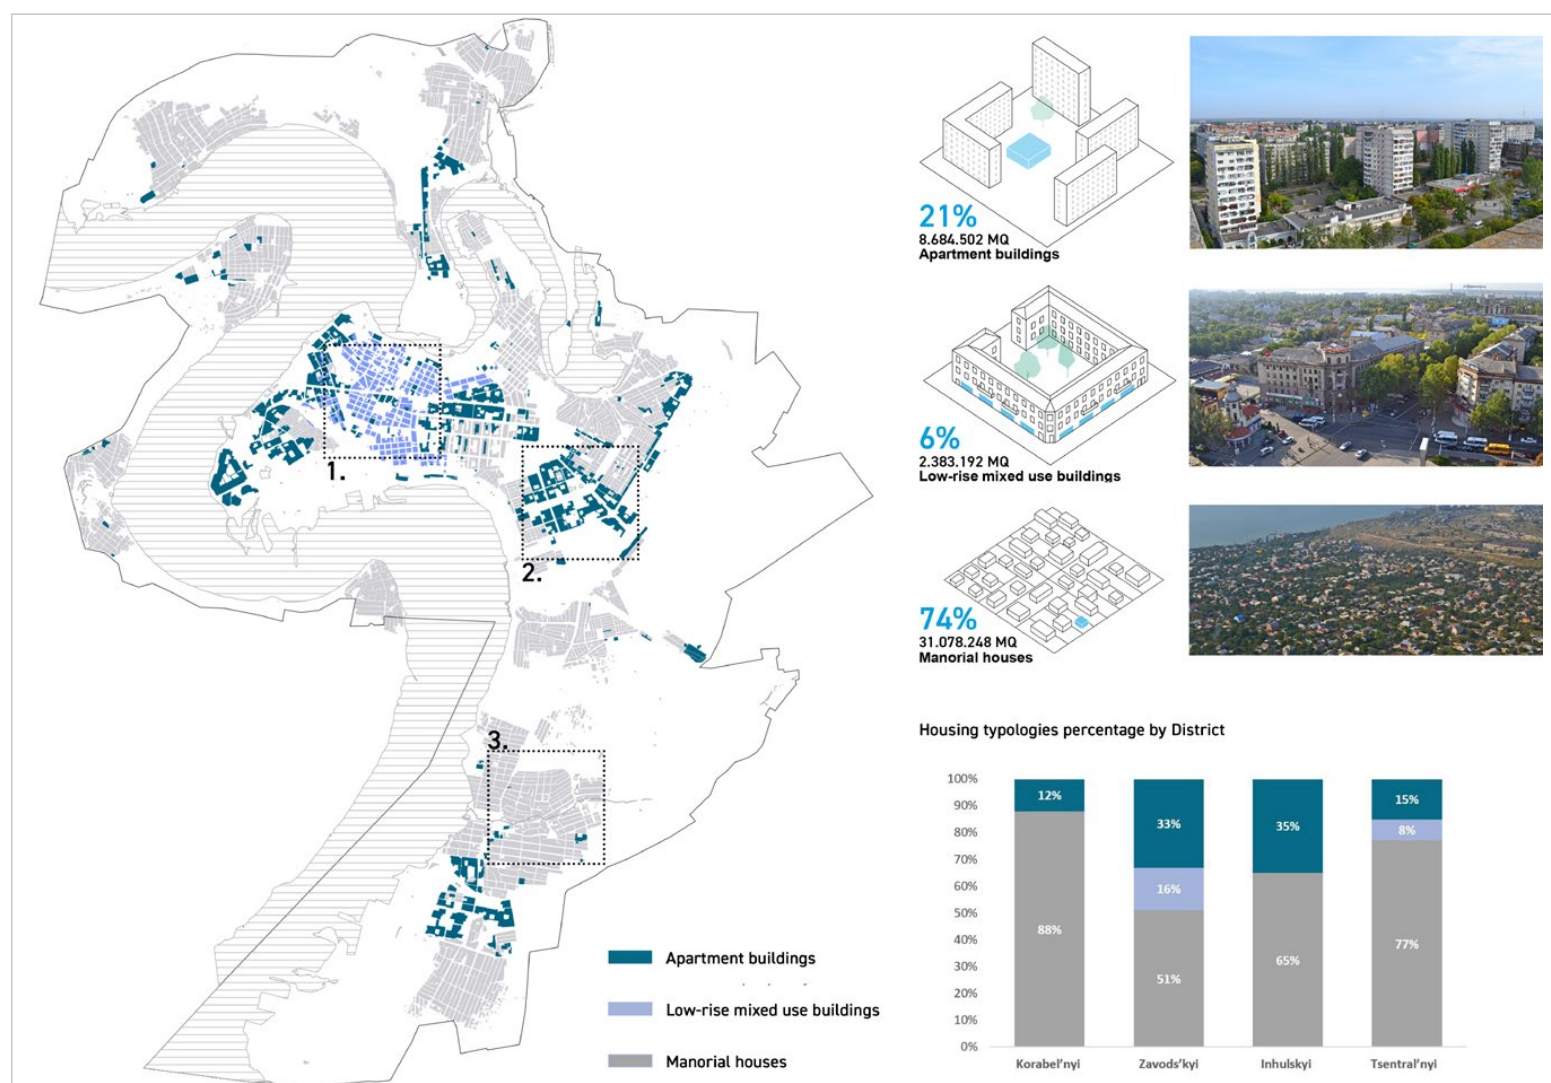 1.
2.
3.
Apartment buildings
Low-rise mixed use buildings
Manorial houses
21%
8.684.502 MQ
Apartment buildings
6%
2.383.192 MQ
Low-rise mixed use buildings
74%
31.078.248 MQ
Manorial houses
Housing typologies percentage by District
100%
90%
80%
70%
60%
50%
40%
30%
20%
10%
0%
12%
88%
33%
16%
51%
35%
65%
15%
8%
77%
Korabel'nyi
Zavods'kyi
Inhulskyi
Tsentral'nyi